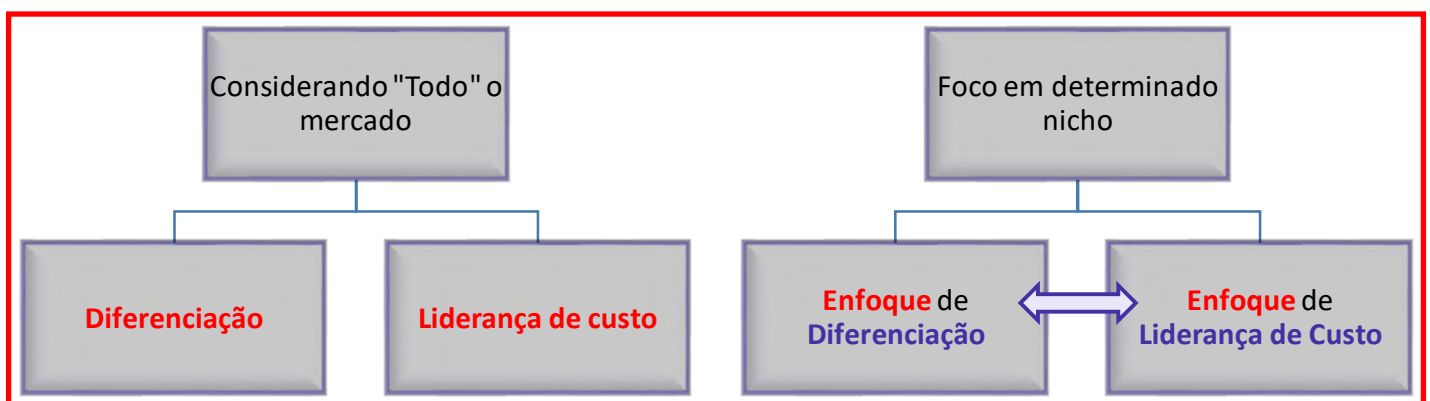 Considerando "Todo" o
mercado
Foco em determinado
nicho
Diferenciação
Liderança de custo
Enfoque de
Diferenciação
Enfoque de
Liderança de Custo